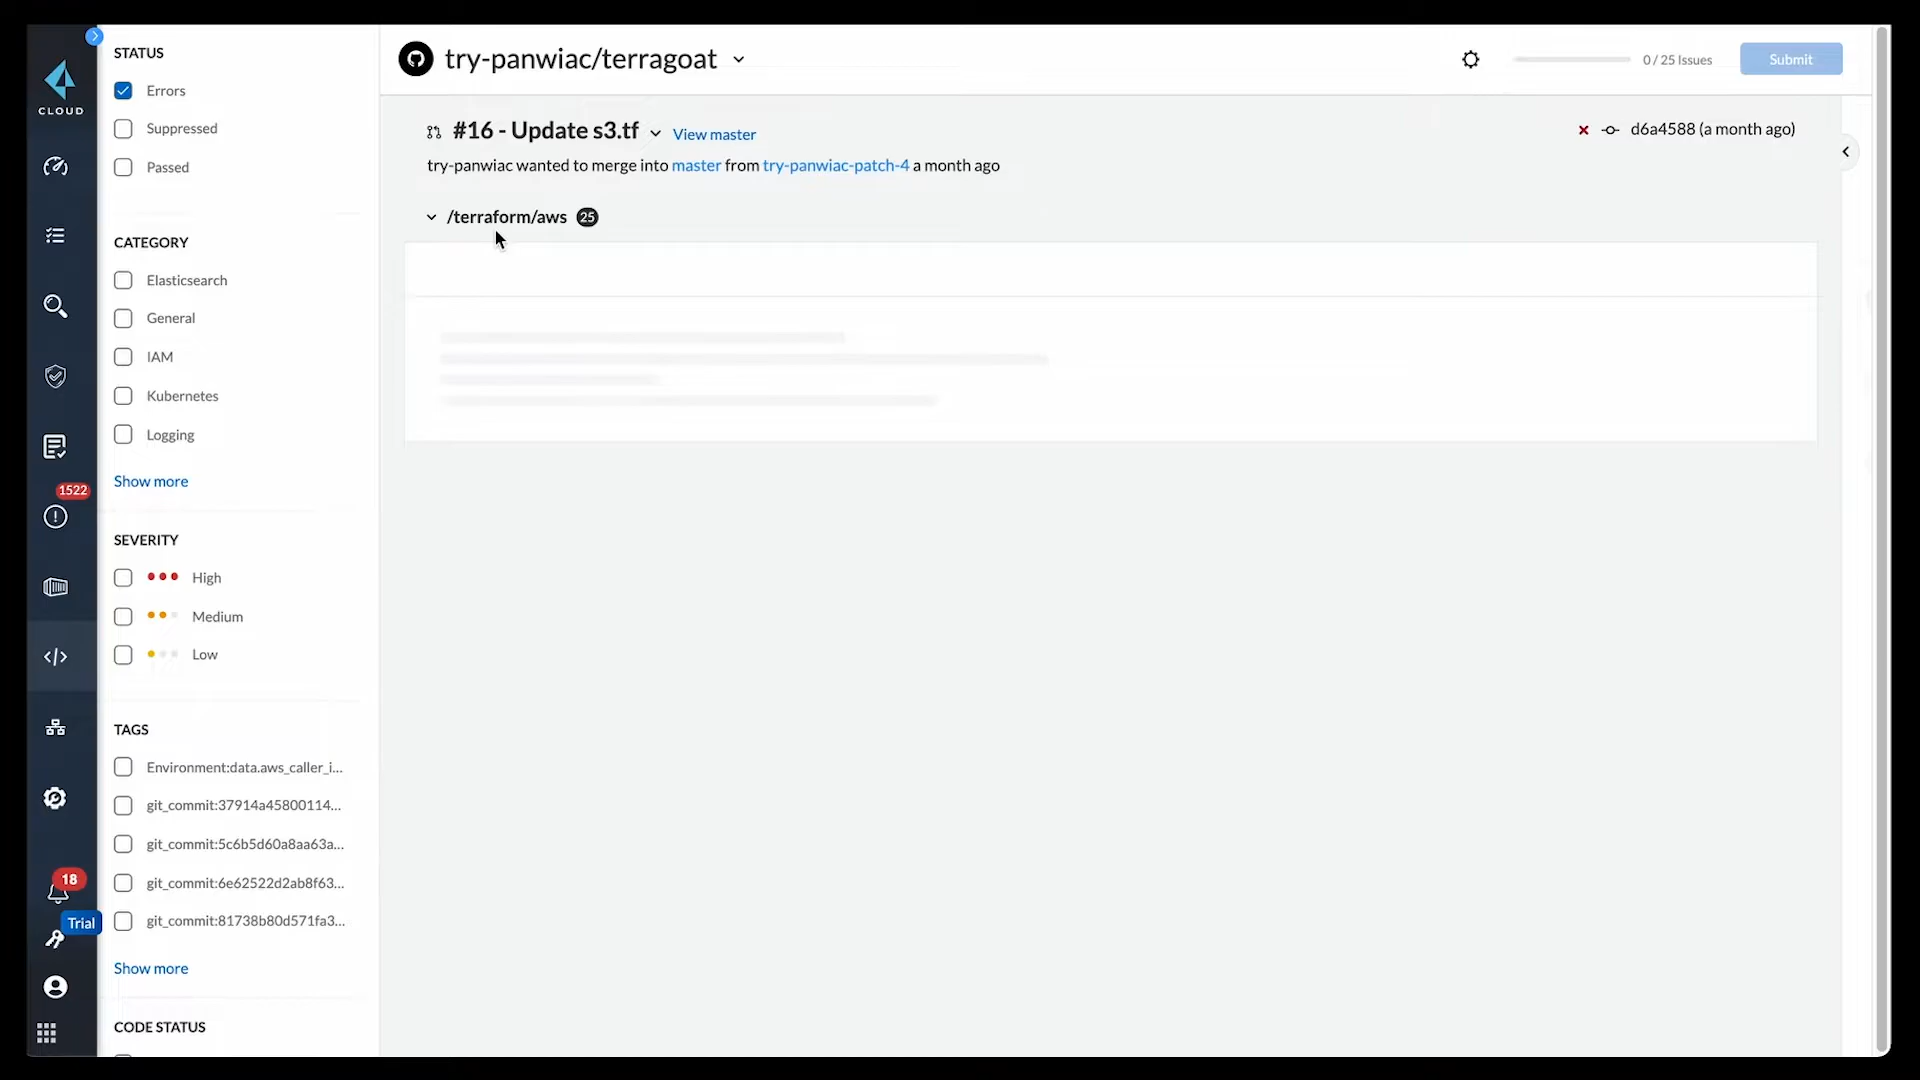 CLOUD
1522
18
Trial
STATUS
Errors
Suppressed
Passed
CATEGORY
Elasticsearch
General
IAM
Kubernetes
Logging
Show more
SEVERITY
High
Medium
Low
TAGS
Environment:data.aws_caller_i...
git_commit:37914a45800114...
git_commit:5c6b5d60a8aa63a...
git_commit:6e62522d2ab8f63...
git_commit:81738b80d571fa3...
Show more
CODE STATUS
try-panwiac/terragoat
0 / 25 Issues
Submit
#16 - Update s3.tf View master
d6a4588 (a month ago)
try-panwiac wanted to merge into master from try-panwiac-patch-4 a month ago
/terraform/aws 25